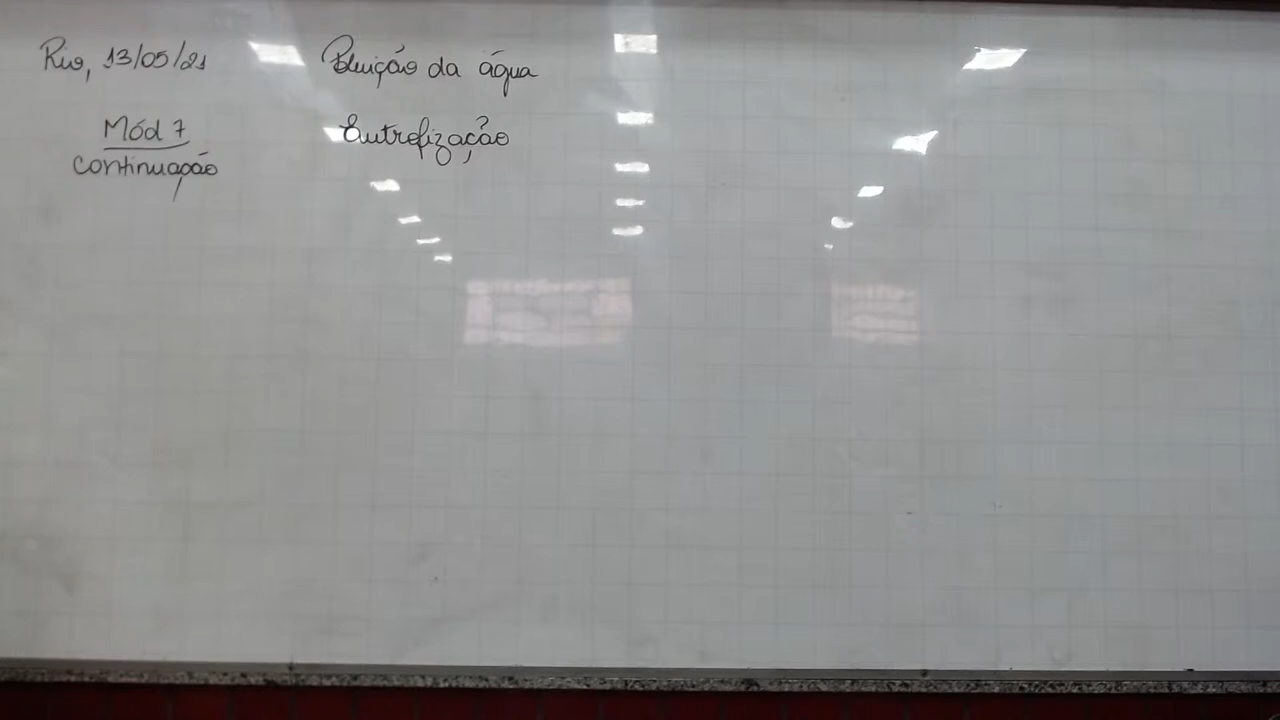 Rio, 13/05/21
Mód 7
continuação
Poluição da água
Eutrofização